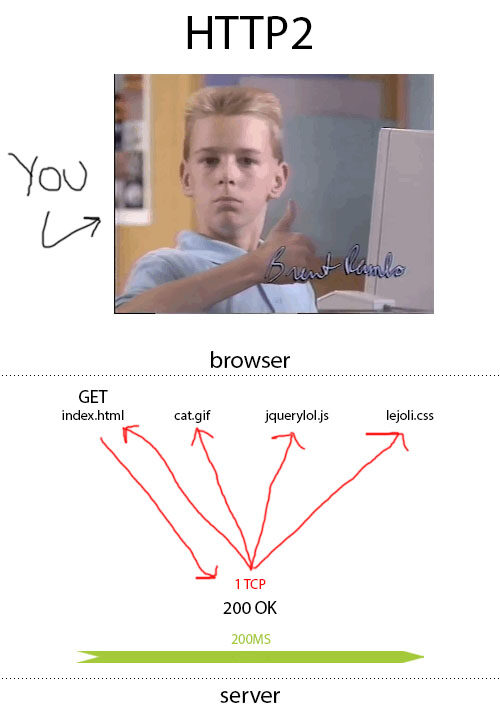 HTTP2
YOU
Brent Rambo
browser
GET
index.html cat.gif jquerylol.js lejoli.css
1 TCP
200 OK
200MS
server